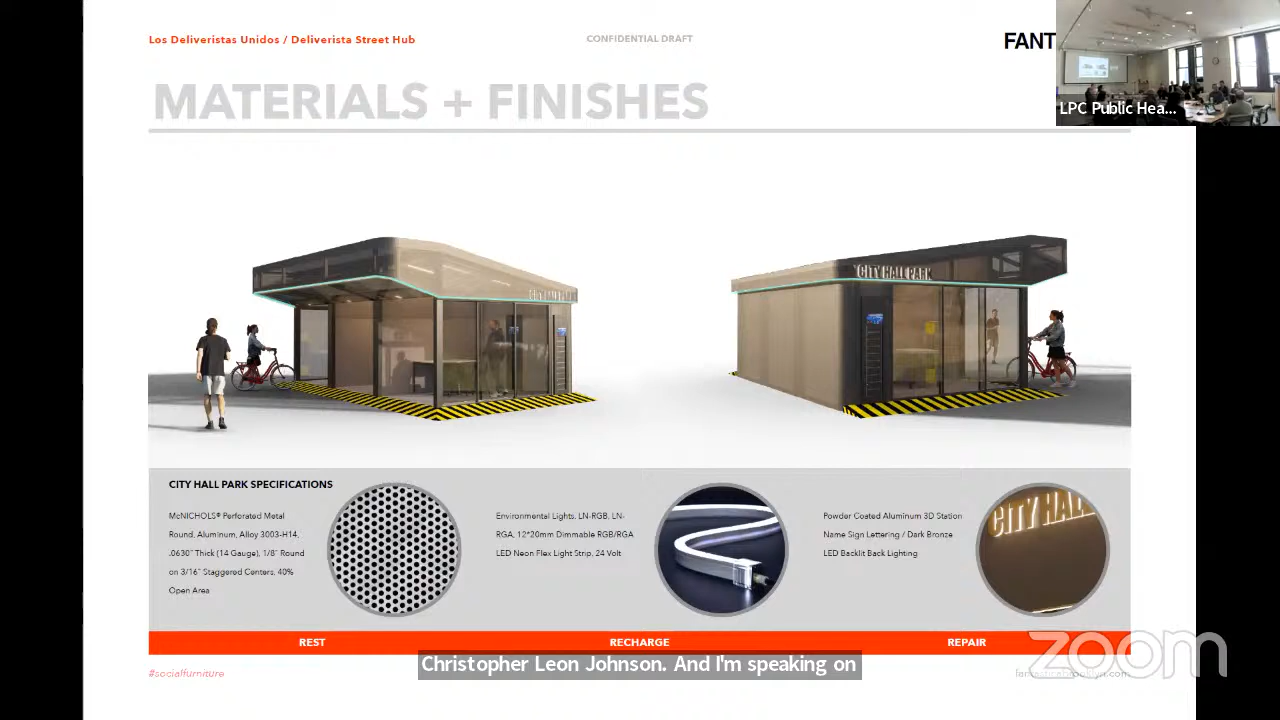 Los Deliveristas Unidos / Deliverista Street Hub
CONFIDENTIAL DRAFT
FANT
LPC Public Hea...
MATERIALS + FINISHES
CITY HALL PARK
CITY HALL PARK
CITY HALL PARK SPECIFICATIONS
McNICHOLS® Perforated Metal
Round, Aluminum, Alloy 3003-H14,
.0630" Thick (14 Gauge), 1/8" Round
on 3/16" Staggered Centers, 40%
Open Area
Environmental Lights, LN-RGB, LN-
RGA, 12*20mm Dimmable RGB/RGA
LED Neon Flex Light Strip, 24 Volt
Powder Coated Aluminum 3D Station
Name Sign Lettering / Dark Bronze
LED Backlit Back Lighting
CITY HAL
REST
RECHARGE
REPAIR
Christopher Leon Johnson. And I'm speaking on
#socialfurniture
zoom